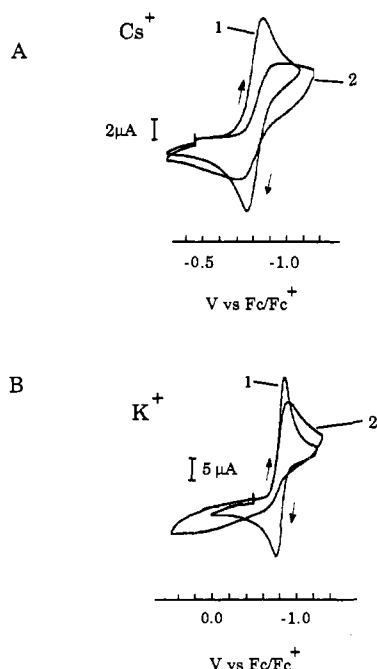 A
Cs+
1
2
2μA
-0.5
-1.0
V vs Fc/Fc+
B
K+
1
2
5 μA
0.0
-1.0
V vs Fc/Fc+